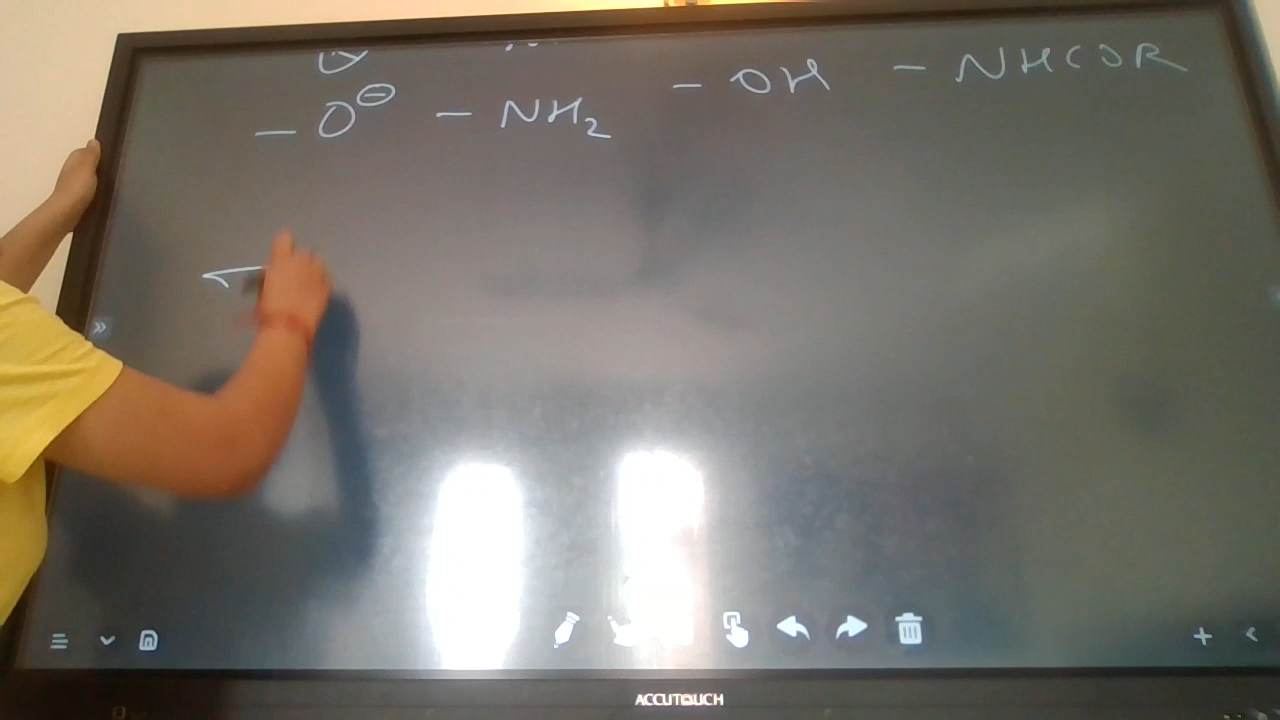 – O⊖ – NH₂ – OH – NHCOR
ACCUTOUCH